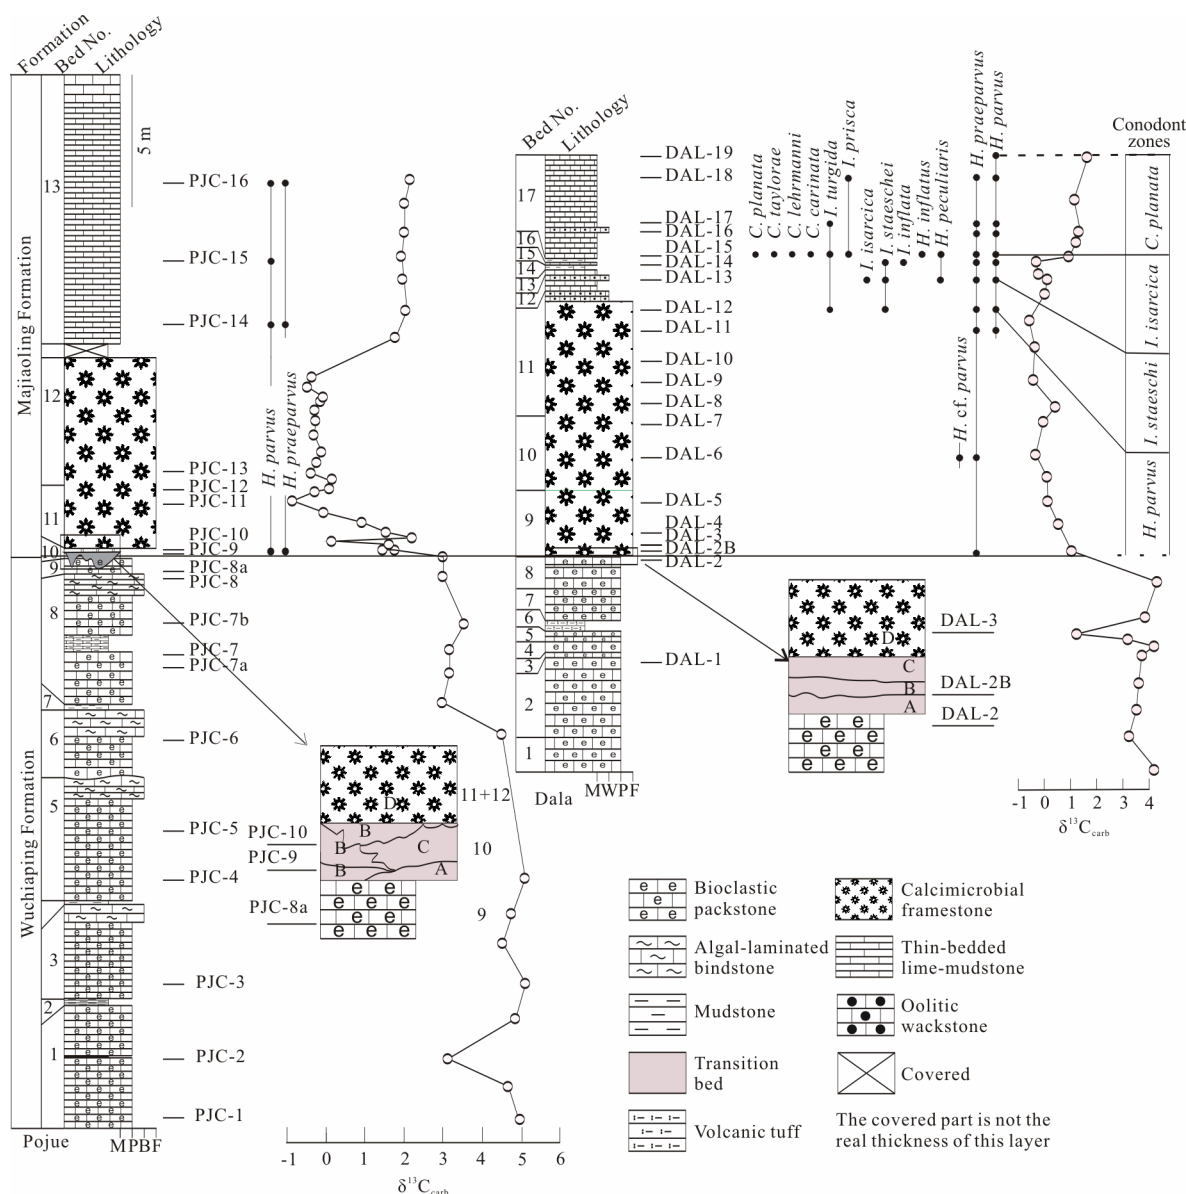 Formation
Bed No.
Lithology
5 m
Majiaoling Formation
Wuchiaping Formation
13
12
11
10
9
8
7
6
5
3
2
1
PJC-16
PJC-15
PJC-14
PJC-13
PJC-12
PJC-11
PJC-10
PJC-9
PJC-8a
PJC-8
PJC-7b
PJC-7
PJC-7a
PJC-6
PJC-5
PJC-4
PJC-3
PJC-2
PJC-1
Pojue
MPBF
H. parvus
H. praeparvus
-1 0 1 2 3 4 5 6
δ13Ccarb
PJC-10
PJC-9
PJC-8a
D
B
B
C
B
A
11+12
10
9
Bed No.
Lithology
17
16
15
14
13
12
11
10
9
8
7
6
5
4
3
2
1
Dala
MWPF
DAL-19
DAL-18
DAL-17
DAL-16
DAL-15
DAL-14
DAL-13
DAL-12
DAL-11
DAL-10
DAL-9
DAL-8
DAL-7
DAL-6
DAL-5
DAL-4
DAL-3
DAL-2B
DAL-2
DAL-1
C. planata
C. taylorae
C. lehrmanni
C. carinata
I. turgida
I. prisca
I. isarcica
I. staeschei
I. inflata
H. inflatus
H. peculiaris
H. cf. parvus
H. praeparvus
H. parvus
Conodont
zones
C. planata
I. isarcica
I. staeschi
H. parvus
D
C
B
A
DAL-3
DAL-2B
DAL-2
-1 0 1 2 3 4
δ13Ccarb
Bioclastic
packstone
Algal-laminated
bindstone
Mudstone
Transition
bed
Volcanic tuff
Calcimicrobial
framestone
Thin-bedded
lime-mudstone
Oolitic
wackstone
Covered
The covered part is not the
real thickness of this layer